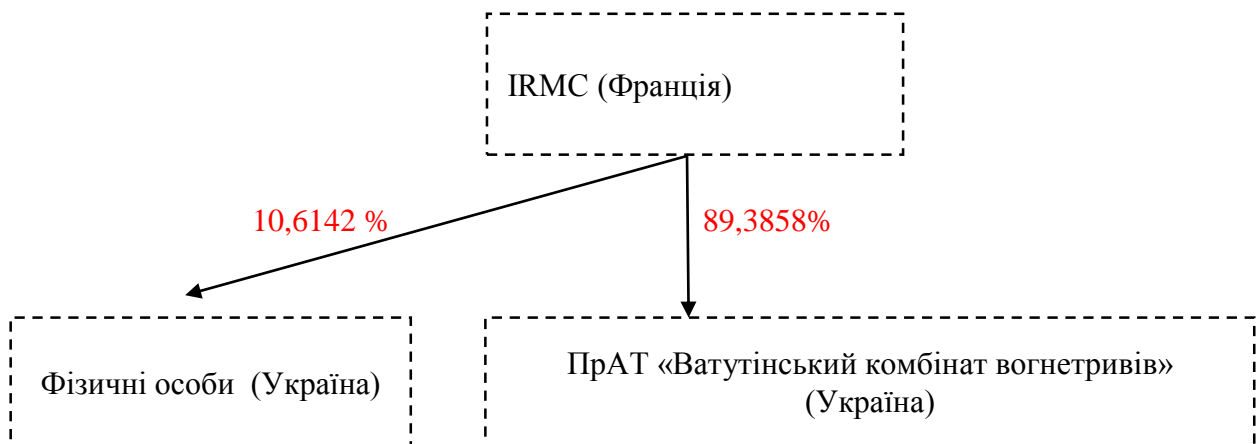 IRMC (Франція)
10,6142 %
89,3858%
Фізичні особи (Україна)
ПрАТ «Ватутінський комбінат вогнетривів»
(Україна)